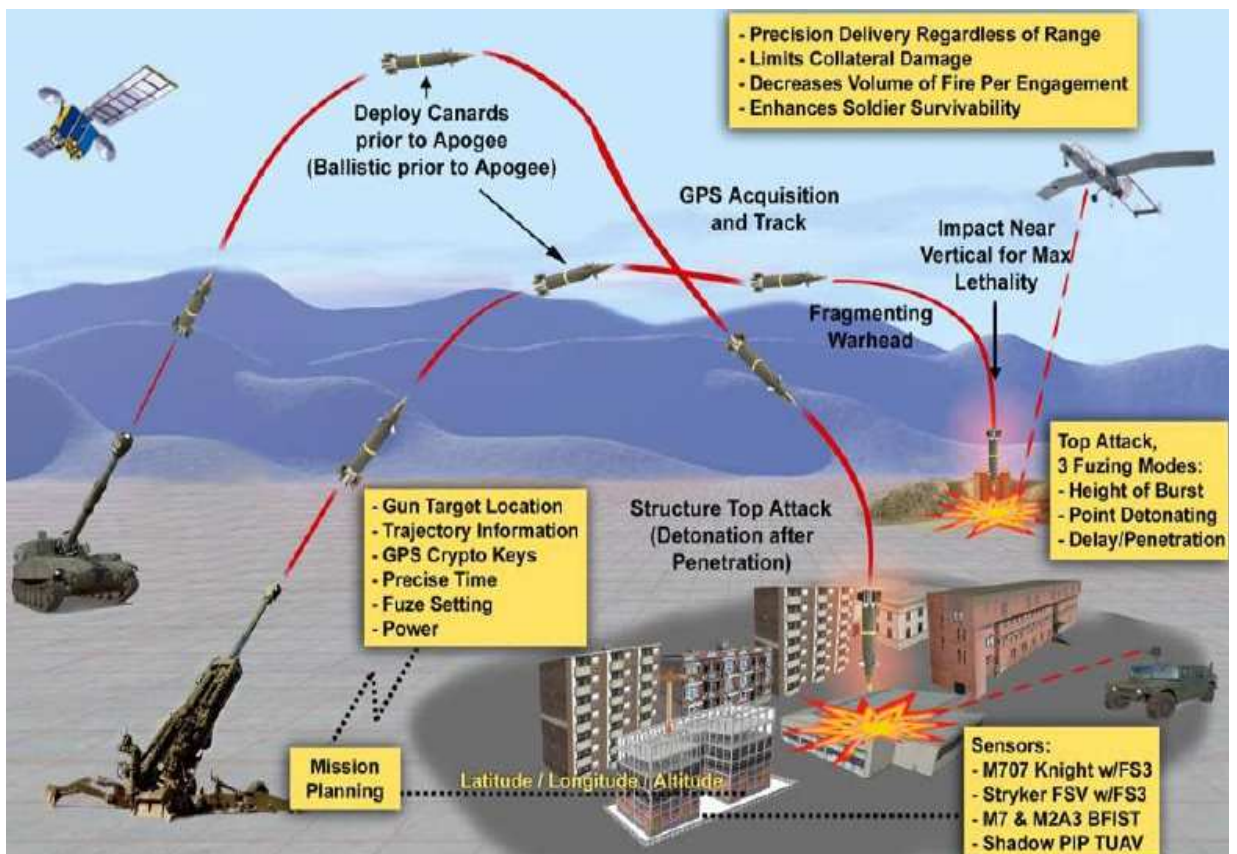 - Precision Delivery Regardless of Range
- Limits Collateral Damage
- Decreases Volume of Fire Per Engagement
- Enhances Soldier Survivability
Deploy Canards
prior to Apogee
(Ballistic prior to Apogee)
GPS Acquisition
and Track
Impact Near
Vertical for Max
Lethality
Fragmenting
Warhead
Top Attack,
3 Fuzing Modes:
- Height of Burst
- Point Detonating
- Delay/Penetration
- Gun Target Location
- Trajectory Information
- GPS Crypto Keys
- Precise Time
- Fuze Setting
- Power
Structure Top Attack
(Detonation after
Penetration)
Mission
Planning
Latitude / Longitude / Altitude
Sensors:
- M707 Knight w/FS3
- Stryker FSV w/FS3
- M7 & M2A3 BFIST
- Shadow PIP TUAV